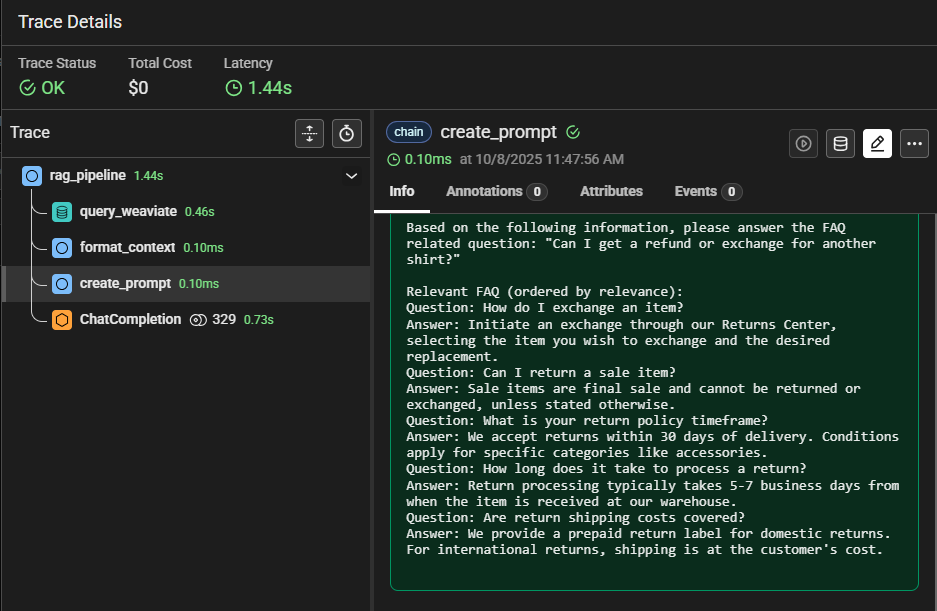 Trace Details
Trace Status
Total Cost
Latency
OK
$0
1.44s
Trace
rag_pipeline 1.44s
query_weaviate 0.46s
format_context 0.10ms
create_prompt 0.10ms
ChatCompletion 329 0.73s
chain create_prompt
0.10ms at 10/8/2025 11:47:56 AM
Info
Annotations 0
Attributes
Events 0
Based on the following information, please answer the FAQ
related question: "Can I get a refund or exchange for another
shirt?"
Relevant FAQ (ordered by relevance):
Question: How do I exchange an item?
Answer: Initiate an exchange through our Returns Center,
selecting the item you wish to exchange and the desired
replacement.
Question: Can I return a sale item?
Answer: Sale items are final sale and cannot be returned or
exchanged, unless stated otherwise.
Question: What is your return policy timeframe?
Answer: We accept returns within 30 days of delivery. Conditions
apply for specific categories like accessories.
Question: How long does it take to process a return?
Answer: Return processing typically takes 5-7 business days from
when the item is received at our warehouse.
Question: Are return shipping costs covered?
Answer: We provide a prepaid return label for domestic returns.
For international returns, shipping is at the customer's cost.